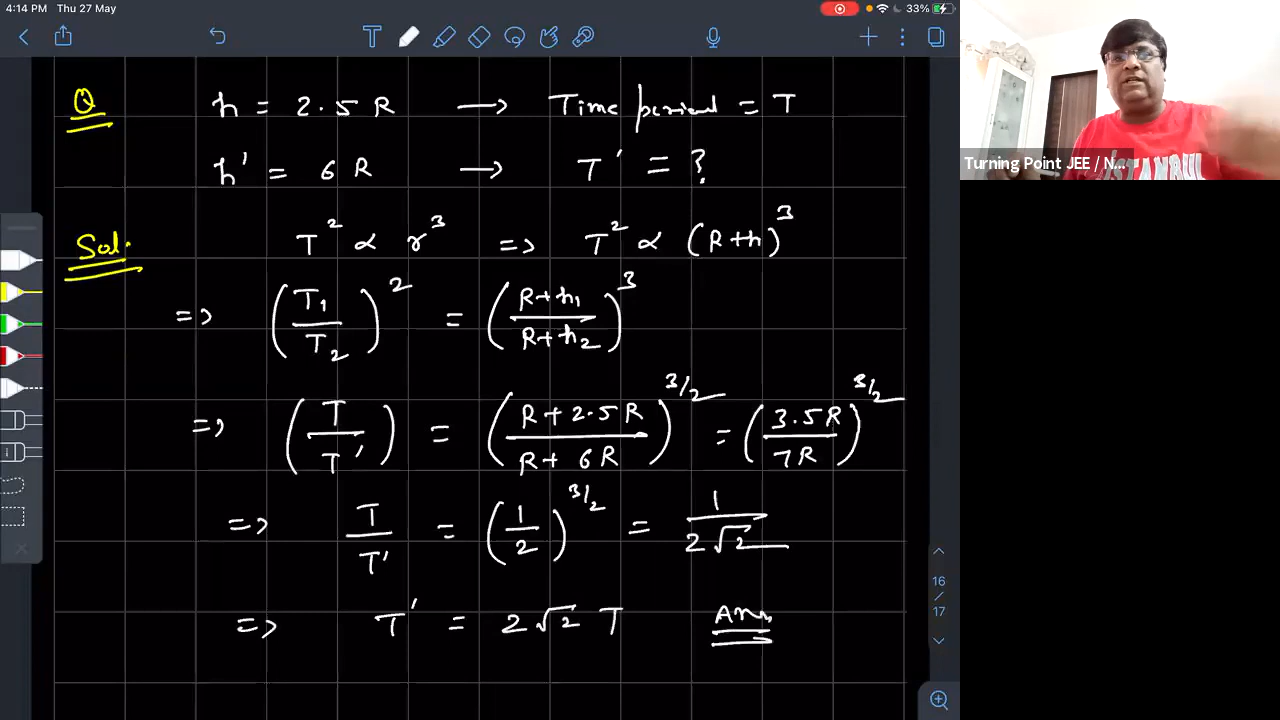 4:14 PM Thu 27 May
33%
Q h = 2.5 R → Time period = T
h' = 6 R → T' = ?
Sol. T² ∝ r³ => T² ∝ (R+h)³
=> (T₁/T₂)² = (R+h₁/R+h₂)³
=> (T/T') = (R+2.5R/R+6R)^3/2 = (3.5R/7R)^3/2
=> T/T' = (1/2)^3/2 = 1/2√2
=> T' = 2√2 T Ans
16
/
17
Turning Point JEE / N...
ISTANBUL